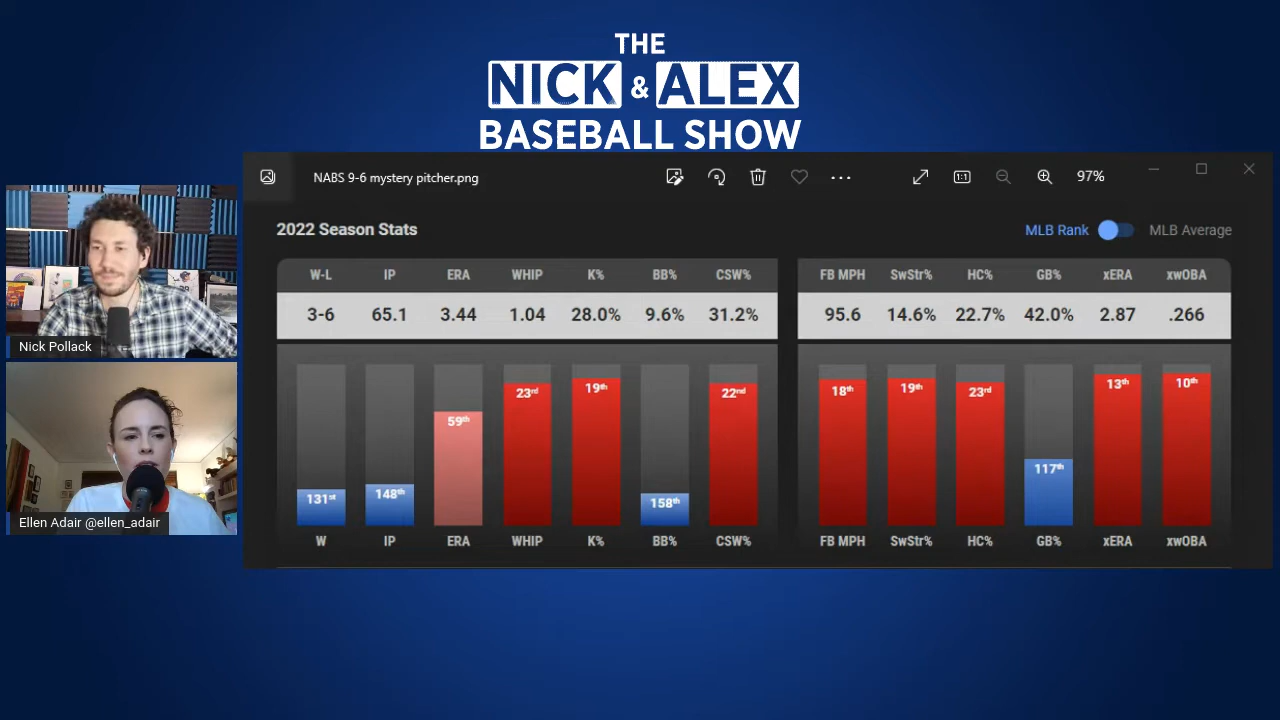 THE
NICK & ALEX
BASEBALL SHOW
NABS 9-6 mystery pitcher.png
97%
2022 Season Stats
MLB Rank MLB Average
W-L IP ERA WHIP K% BB% CSW% FB MPH SwStr% HC% GB% xERA xwOBA
3-6 65.1 3.44 1.04 28.0% 9.6% 31.2% 95.6 14.6% 22.7% 42.0% 2.87 .266
131st 148th 59th 23rd 19th 158th 22nd 18th 19th 23rd 117th 13th 10th
W IP ERA WHIP K% BB% CSW% FB MPH SwStr% HC% GB% xERA xwOBA
Nick Pollack
Ellen Adair @ellen_adair